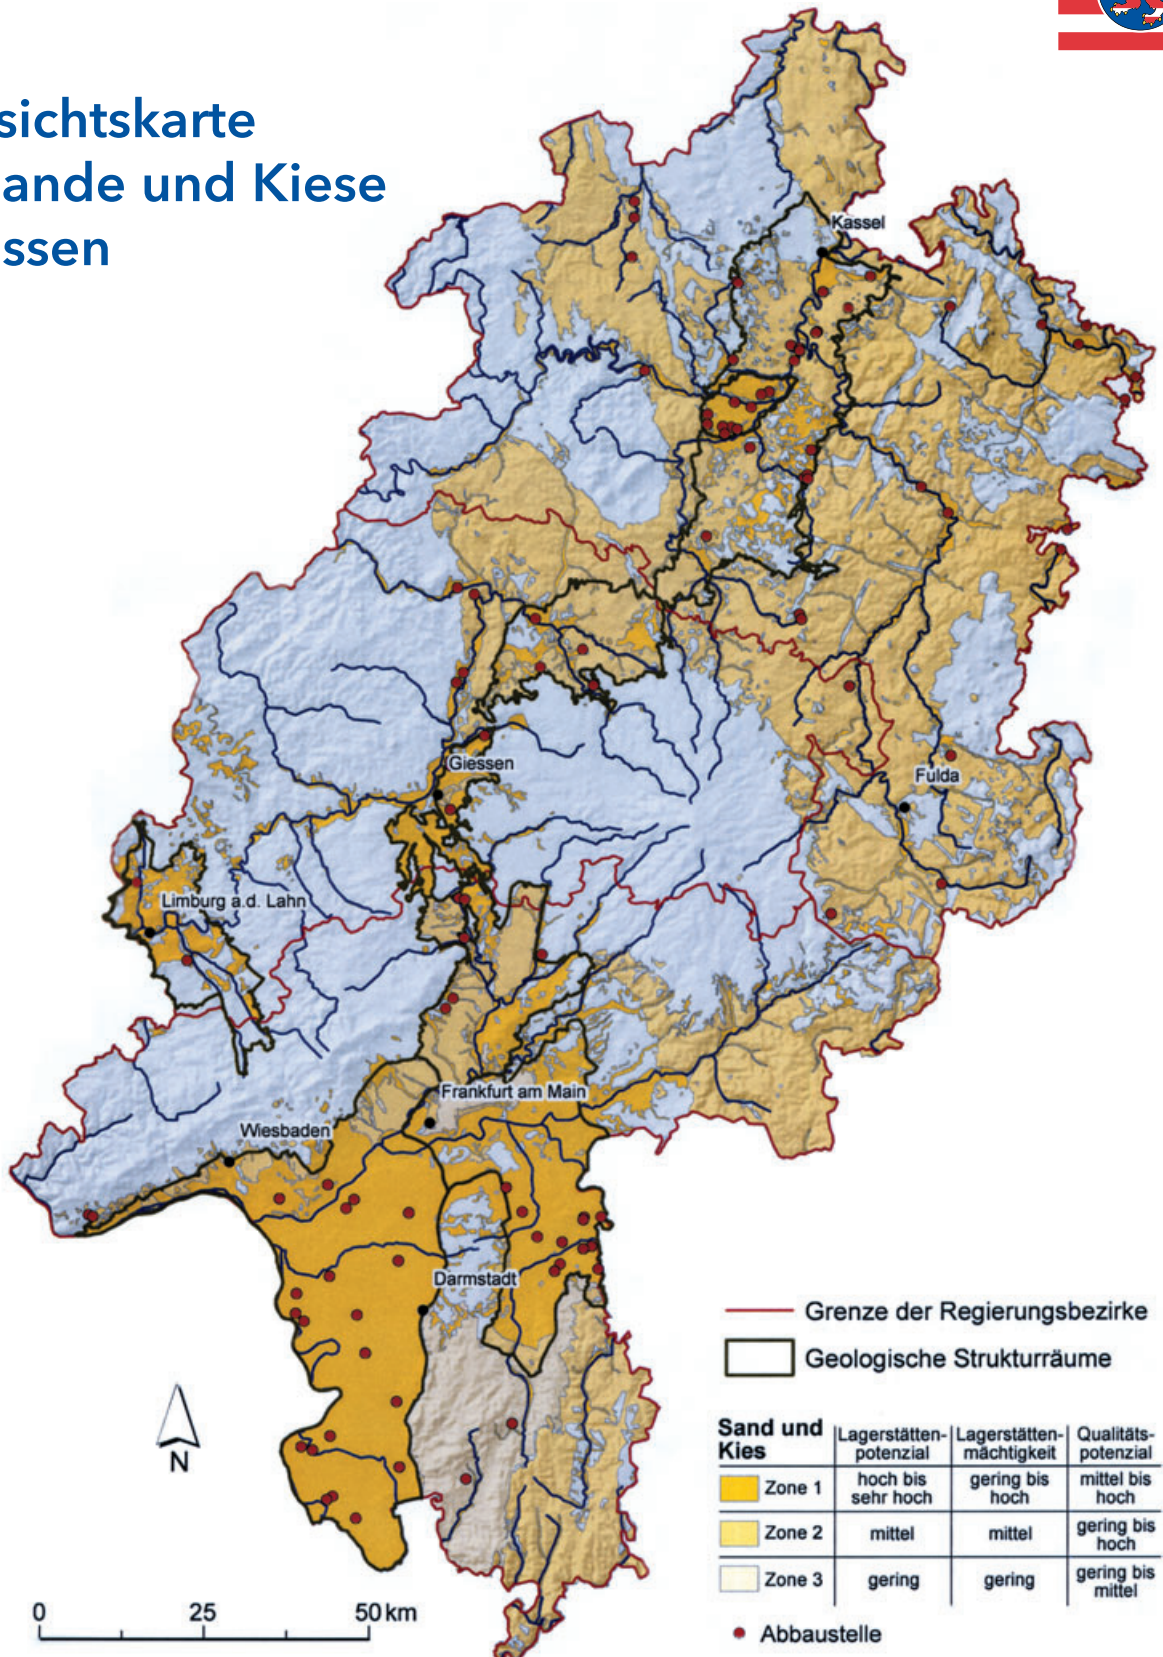 sichtskarte
ande und Kiese
ssen
Kassel
Giessen
Fulda
Limburg a.d. Lahn
Frankfurt am Main
Wiesbaden
Darmstadt
Grenze der Regierungsbezirke
Geologische Strukturräume
Sand und Kies | Lagerstätten-potenzial | Lagerstätten-mächtigkeit | Qualitäts-potenzial
Zone 1 | hoch bis sehr hoch | gering bis hoch | mittel bis hoch
Zone 2 | mittel | mittel | gering bis hoch
Zone 3 | gering | gering | gering bis mittel
Abbaustelle
N
0 25 50 km